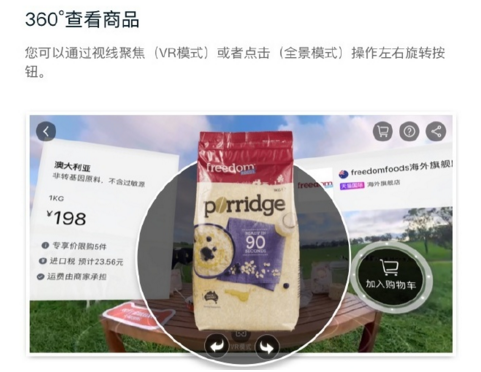 360°查看商品
您可以通过视线聚焦（VR模式）或者点击（全景模式）操作左右旋转按
钮。
澳大利亚
非转基因原料，不含过敏源
1KG
¥198
专享价限购5件
进口税 预计23.56元
运费由商家承担
freedom
porridge
READY IN
90
SECONDS
freedom
freedomfoods海外旗舰
海外旗舰店
加入购物车